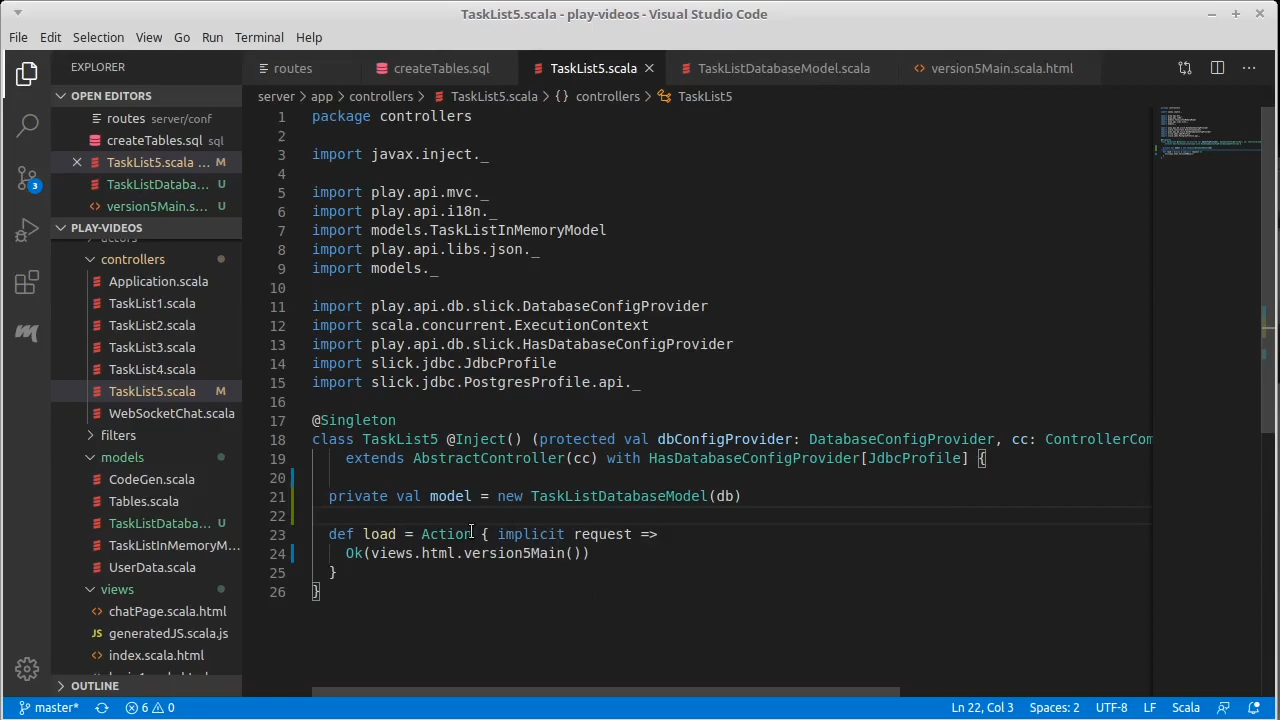 TaskList5.scala - play-videos - Visual Studio Code
File Edit Selection View Go Run Terminal Help
EXPLORER
routes
createTables.sql
TaskList5.scala
TaskListDatabaseModel.scala
version5Main.scala.html
OPEN EDITORS
routes server/conf
createTables.sql sql
TaskList5.scala ... M
TaskListDataba... U
version5Main.s... U
PLAY-VIDEOS
controllers
Application.scala
TaskList1.scala
TaskList2.scala
TaskList3.scala
TaskList4.scala
TaskList5.scala M
WebSocketChat.scala
filters
models
CodeGen.scala
Tables.scala
TaskListDataba... U
TaskListInMemoryM...
UserData.scala
views
chatPage.scala.html
JS generatedJS.scala.js
index.scala.html
OUTLINE
3
server > app > controllers > TaskList5.scala > {} controllers > TaskList5
1 package controllers
2
3 import javax.inject._
4
5 import play.api.mvc._
6 import play.api.i18n._
7 import models.TaskListInMemoryModel
8 import play.api.libs.json._
9 import models._
10
11 import play.api.db.slick.DatabaseConfigProvider
12 import scala.concurrent.ExecutionContext
13 import play.api.db.slick.HasDatabaseConfigProvider
14 import slick.jdbc.JdbcProfile
15 import slick.jdbc.PostgresProfile.api._
16
17 @Singleton
18 class TaskList5 @Inject() (protected val dbConfigProvider: DatabaseConfigProvider, cc: ControllerCom
19 extends AbstractController(cc) with HasDatabaseConfigProvider[JdbcProfile] {
20
21 private val model = new TaskListDatabaseModel(db)
22
23 def load = Action { implicit request =>
24 Ok(views.html.version5Main())
25 }
26 }
master* 6 0 Ln 22, Col 3 Spaces: 2 UTF-8 LF Scala